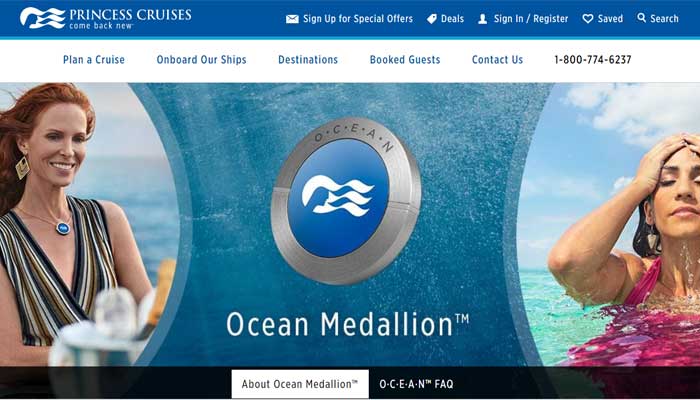 PRINCESS CRUISES
come back new™
Sign Up for Special Offers
Deals
Sign In / Register
Saved
Search
Plan a Cruise
Onboard Our Ships
Destinations
Booked Guests
Contact Us
1-800-774-6237
O·C·E·A·N
Ocean Medallion™
About Ocean Medallion™
O·C·E·A·N™ FAQ